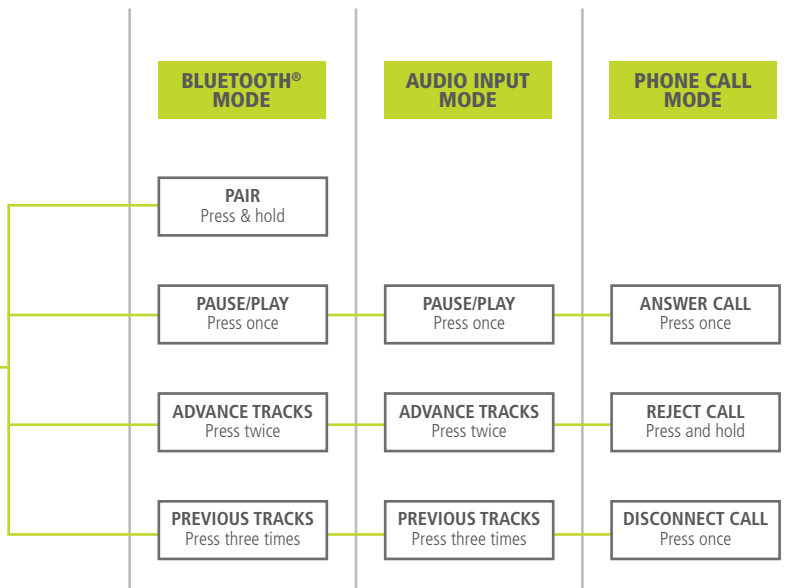 BLUETOOTH®
MODE
AUDIO INPUT
MODE
PHONE CALL
MODE
PAIR
Press & hold
PAUSE/PLAY
Press once
PAUSE/PLAY
Press once
ANSWER CALL
Press once
ADVANCE TRACKS
Press twice
ADVANCE TRACKS
Press twice
REJECT CALL
Press and hold
PREVIOUS TRACKS
Press three times
PREVIOUS TRACKS
Press three times
DISCONNECT CALL
Press once